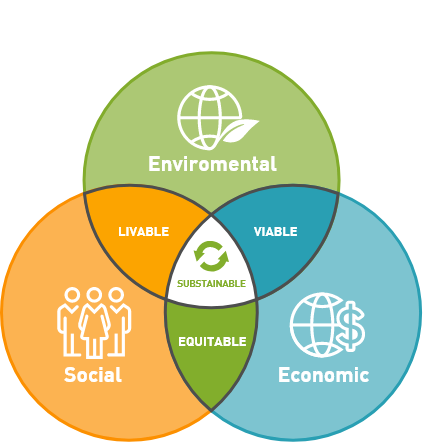 Enviromental
LIVABLE
VIABLE
SUBSTAINABLE
EQUITABLE
Social
Economic